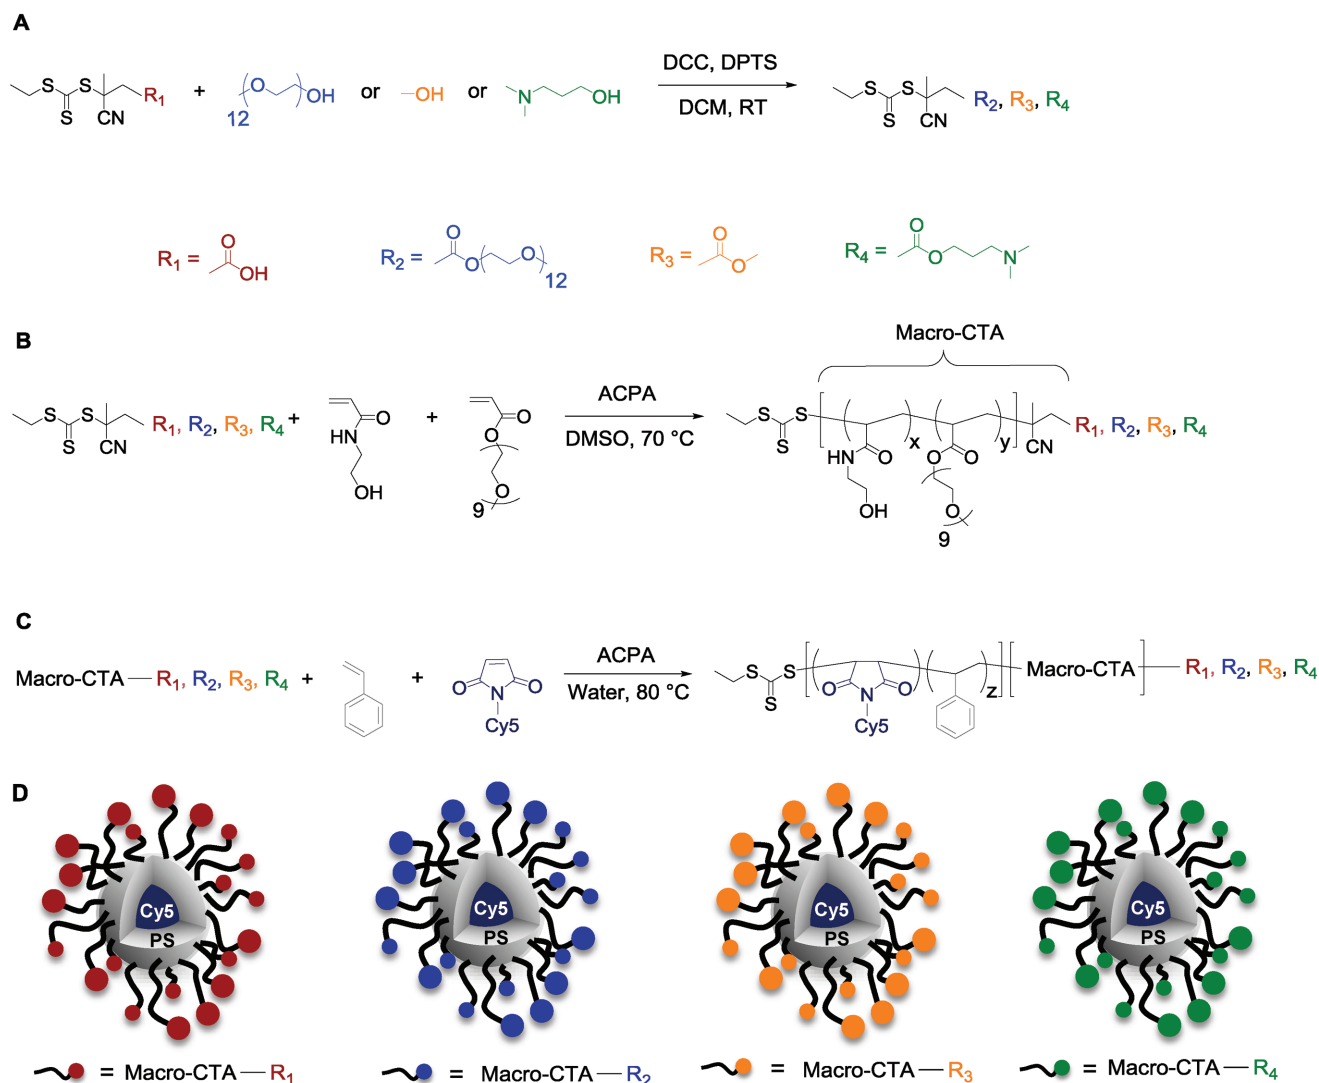 A
S S R1 + ( O ) OH or OH or N OH DCC, DPTS S S R2, R3, R4
S CN 12 DCM, RT S CN
R1 = O OH R2 = O O ( O ) 12 R3 = O O R4 = O O N
B
Macro-CTA
S S R1, R2, R3, R4 + O + O ACPA S S [ ( ) x ( ) y ] R1, R2, R3, R4
S CN HN O DMSO, 70 °C S HN O O O CN
OH O 9 OH O 9
C
Macro-CTA R1, R2, R3, R4 + + O N O ACPA S S [ ( O N O ) ( ) z ] [ Macro-CTA ] R1, R2, R3, R4
Cy5 Water, 80 °C S Cy5
D
Cy5 Cy5 Cy5 Cy5
PS PS PS PS
= Macro-CTA R1 = Macro-CTA R2 = Macro-CTA R3 = Macro-CTA R4